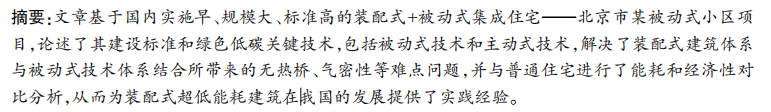 摘要:文章基于国内实施早、规模大、标准高的装配式+被动式集成住宅——北京市某被动式小区项
目,论述了其建设标准和绿色低碳关键技术,包括被动式技术和主动式技术,解决了装配式建筑体系
与被动式技术体系结合所带来的无热桥、气密性等难点问题,并与普通住宅进行了能耗和经济性对
比分析,从而为装配式超低能耗建筑在我国的发展提供了实践经验。